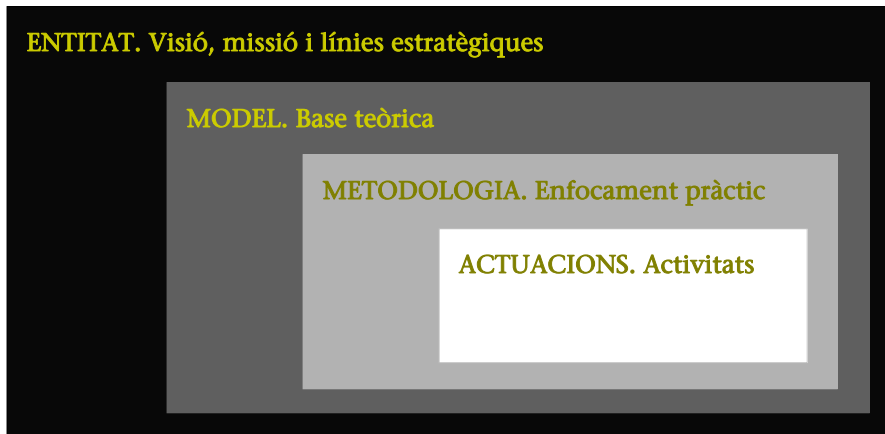 ENTITAT. Visió, missió i línies estratègiques
MODEL. Base teòrica
METODOLOGIA. Enfocament pràctic
ACTUACIONS. Activitats